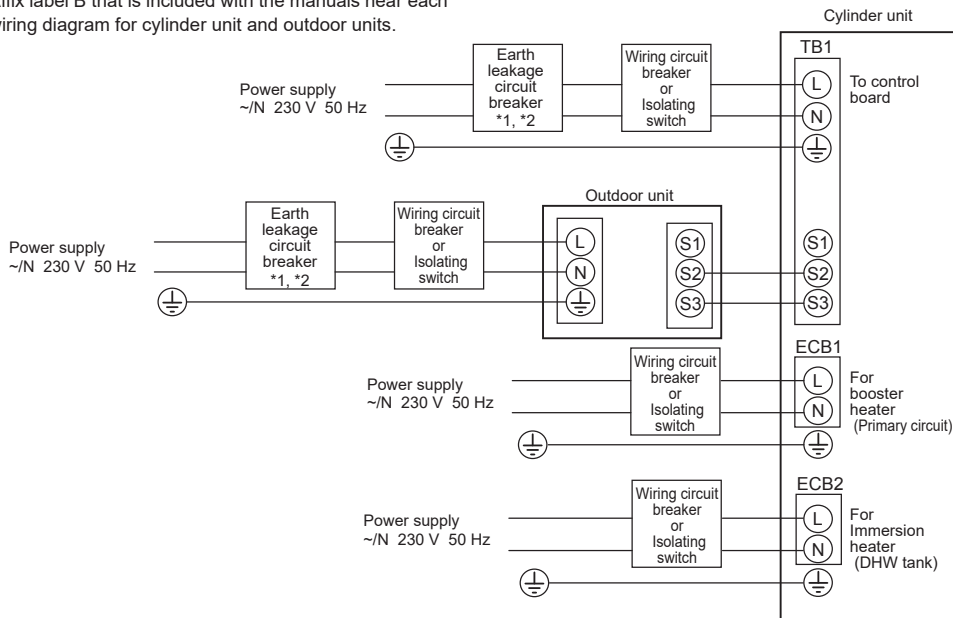 label B that is included with the manuals near each
wiring diagram for cylinder unit and outdoor units.
Cylinder unit
Power supply
~/N 230 V 50 Hz
Earth
leakage
circuit
breaker
*1, *2
Wiring circuit
breaker
or
Isolating
switch
TB1
L
N
To control
board
Power supply
~/N 230 V 50 Hz
Earth
leakage
circuit
breaker
*1, *2
Wiring circuit
breaker
or
Isolating
switch
Outdoor unit
L
N
S1
S2
S3
S1
S2
S3
Power supply
~/N 230 V 50 Hz
Wiring circuit
breaker
or
Isolating
switch
ECB1
L
N
For
booster
heater
(Primary circuit)
Power supply
~/N 230 V 50 Hz
Wiring circuit
breaker
or
Isolating
switch
ECB2
L
N
For
Immersion
heater
(DHW tank)